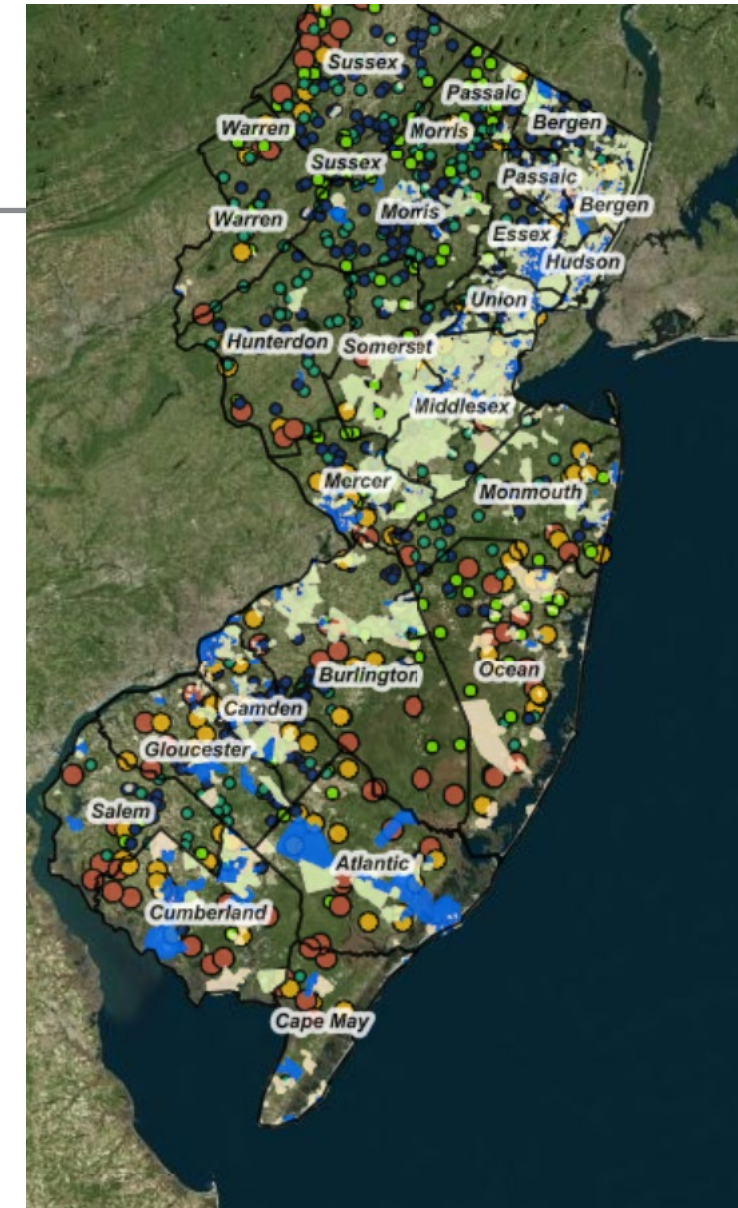 Sussex
Passaic
Bergen
Warren
Morris
Sussex
Passaic
Bergen
Warren
Morris
Essex
Hudson
Union
Hunterdon
Somerset
Middlesex
Mercer
Monmouth
Burlington
Ocean
Camden
Gloucester
Salem
Atlantic
Cumberland
Cape May